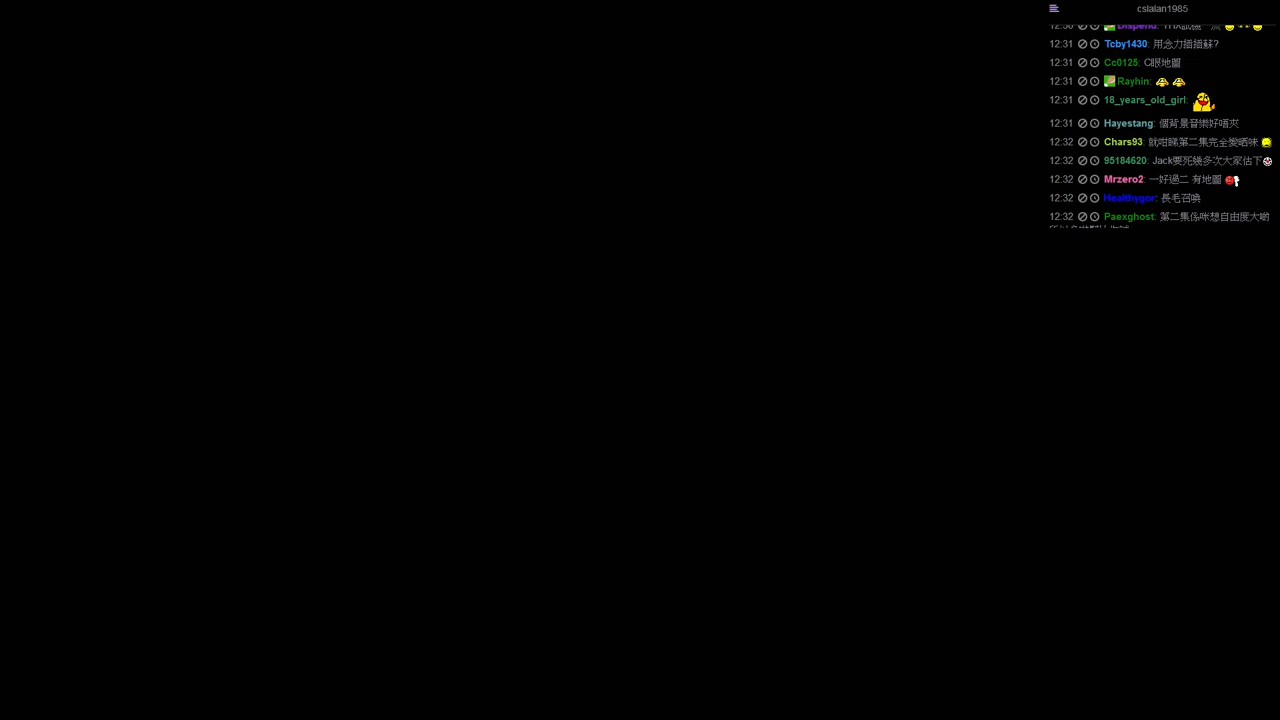 cslalan1985
12:31 Tcby1430: 用念力插插蘇?
12:31 Cc0125: C眼地圖
12:31 Rayhin:
12:31 18_years_old_girl:
12:31 Hayestang: 個背景音樂好唔夾
12:32 Chars93: 就咁睇第二集完全變晒味
12:32 95184620: Jack要死幾多次大家估下
12:32 Mrzero2: 一好過二 有地圖
12:32 Healthygor: 長毛召喚
12:32 Paexghost: 第二集係咪想自由度大啲